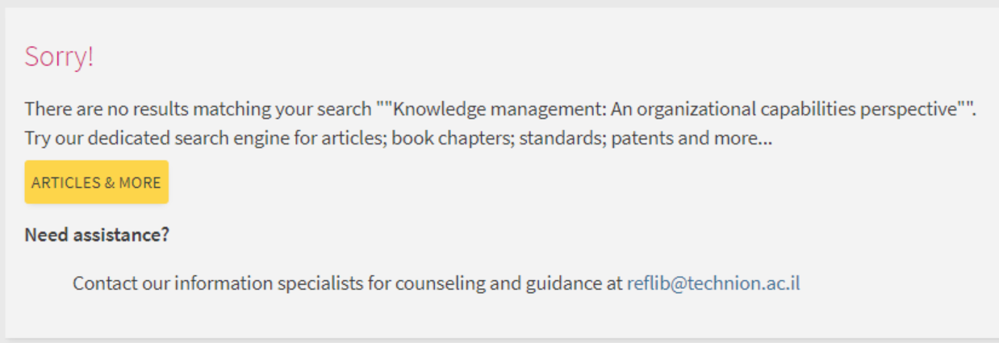 Sorry!
There are no results matching your search ""Knowledge management: An organizational capabilities perspective"".
Try our dedicated search engine for articles; book chapters; standards; patents and more...
ARTICLES & MORE
Need assistance?
Contact our information specialists for counseling and guidance at reflib@technion.ac.il